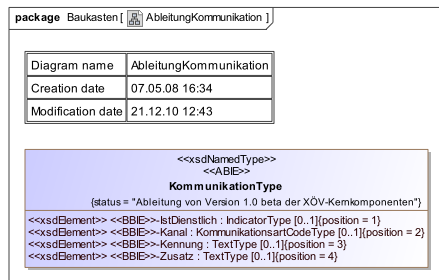 package Baukasten [ AbleitungKommunikation ]
Diagram name AbleitungKommunikation
Creation date 07.05.08 16:34
Modification date 21.12.10 12:43
<<xsdNamedType>>
<<ABIE>>
KommunikationType
{status = "Ableitung von Version 1.0 beta der XÖV-Kernkomponenten"}
<<xsdElement>> <<BBIE>>-IstDienstlich : IndicatorType [0..1]{position = 1}
<<xsdElement>> <<BBIE>>-Kanal : KommunikationsartCodeType [0..1]{position = 2}
<<xsdElement>> <<BBIE>>-Kennung : TextType [0..1]{position = 3}
<<xsdElement>> <<BBIE>>-Zusatz : TextType [0..1]{position = 4}